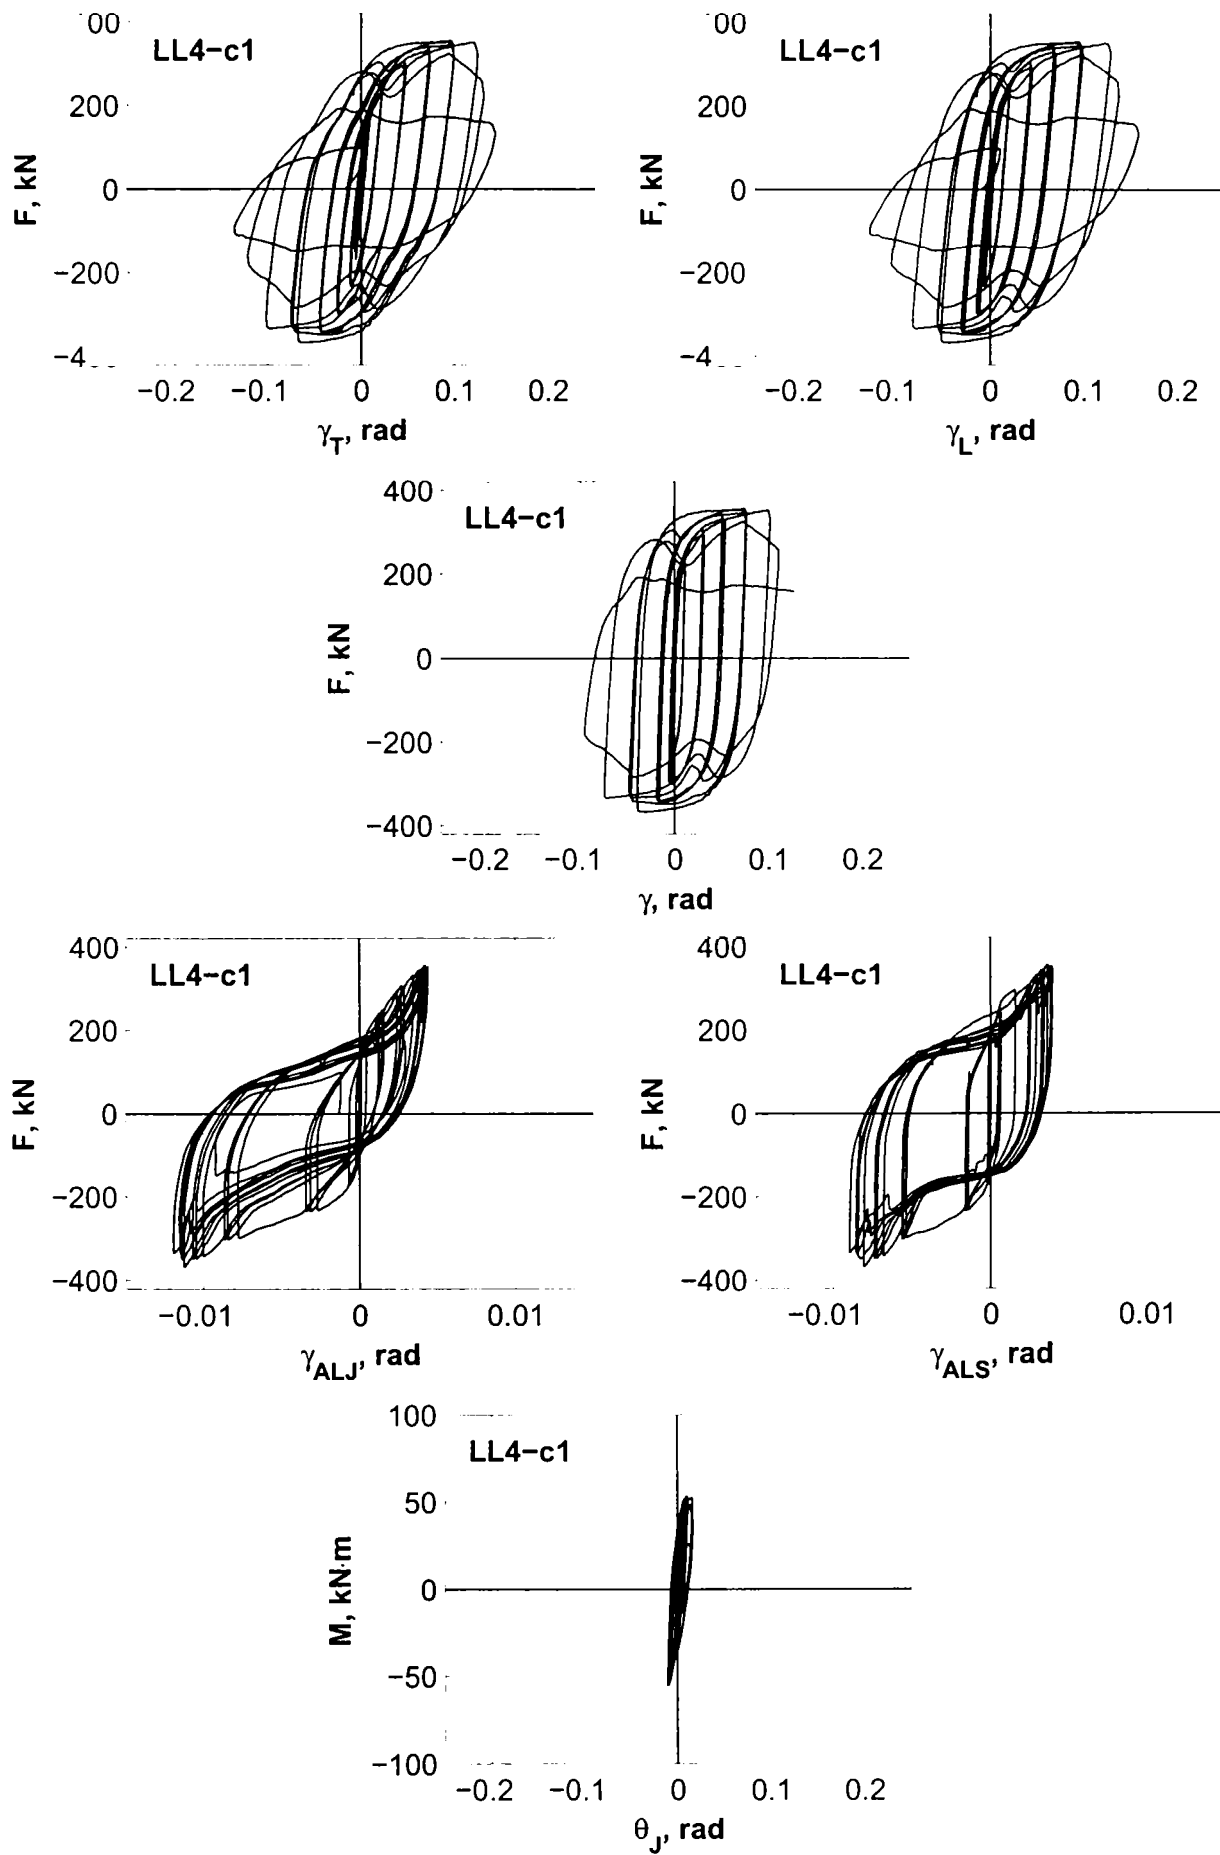 00 00
LL4−c1 LL4−c1
200 200
F, kN F, kN
0 0
−200 −200
−4 −4
−0.2 −0.1 0 0.1 0.2 −0.2 −0.1 0 0.1 0.2
γT, rad γL, rad
400
LL4−c1
200
F, kN
0
−200
−400
−0.2 −0.1 0 0.1 0.2
γ, rad
400 400
LL4−c1 LL4−c1
200 200
F, kN F, kN
0 0
−200 −200
−400 −400
−0.01 0 0.01 −0.01 0 0.01
γALJ, rad γALS, rad
100
LL4−c1
50
M, kN·m
0
−50
−100
−0.2 −0.1 0 0.1 0.2
θJ, rad